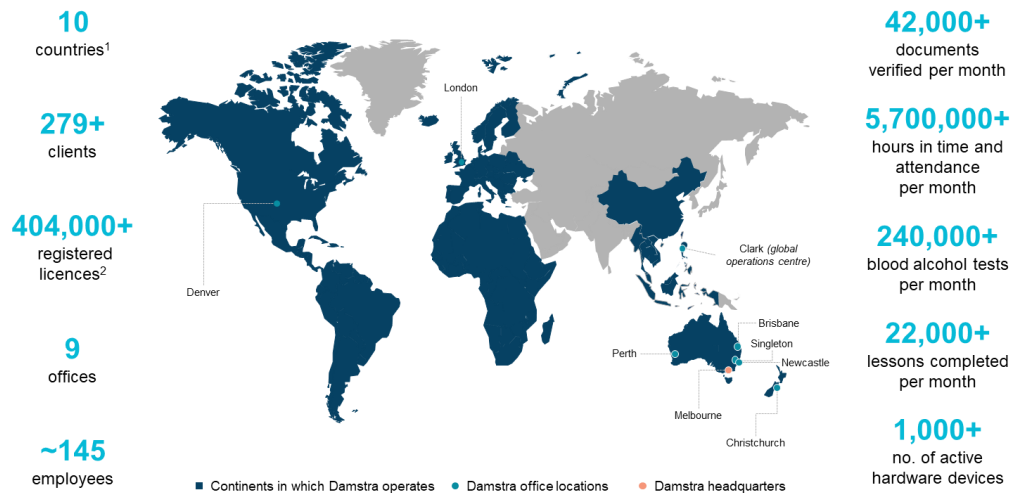 10
countries¹
279+
clients
404,000+
registered
licences²
9
offices
~145
employees
London
Denver
Clark (global
operations centre)
Brisbane
Singleton
Perth
Newcastle
Melbourne
Christchurch
42,000+
documents
verified per month
5,700,000+
hours in time and
attendance
per month
240,000+
blood alcohol tests
per month
22,000+
lessons completed
per month
1,000+
no. of active
hardware devices
Continents in which Damstra operates
Damstra office locations
Damstra headquarters